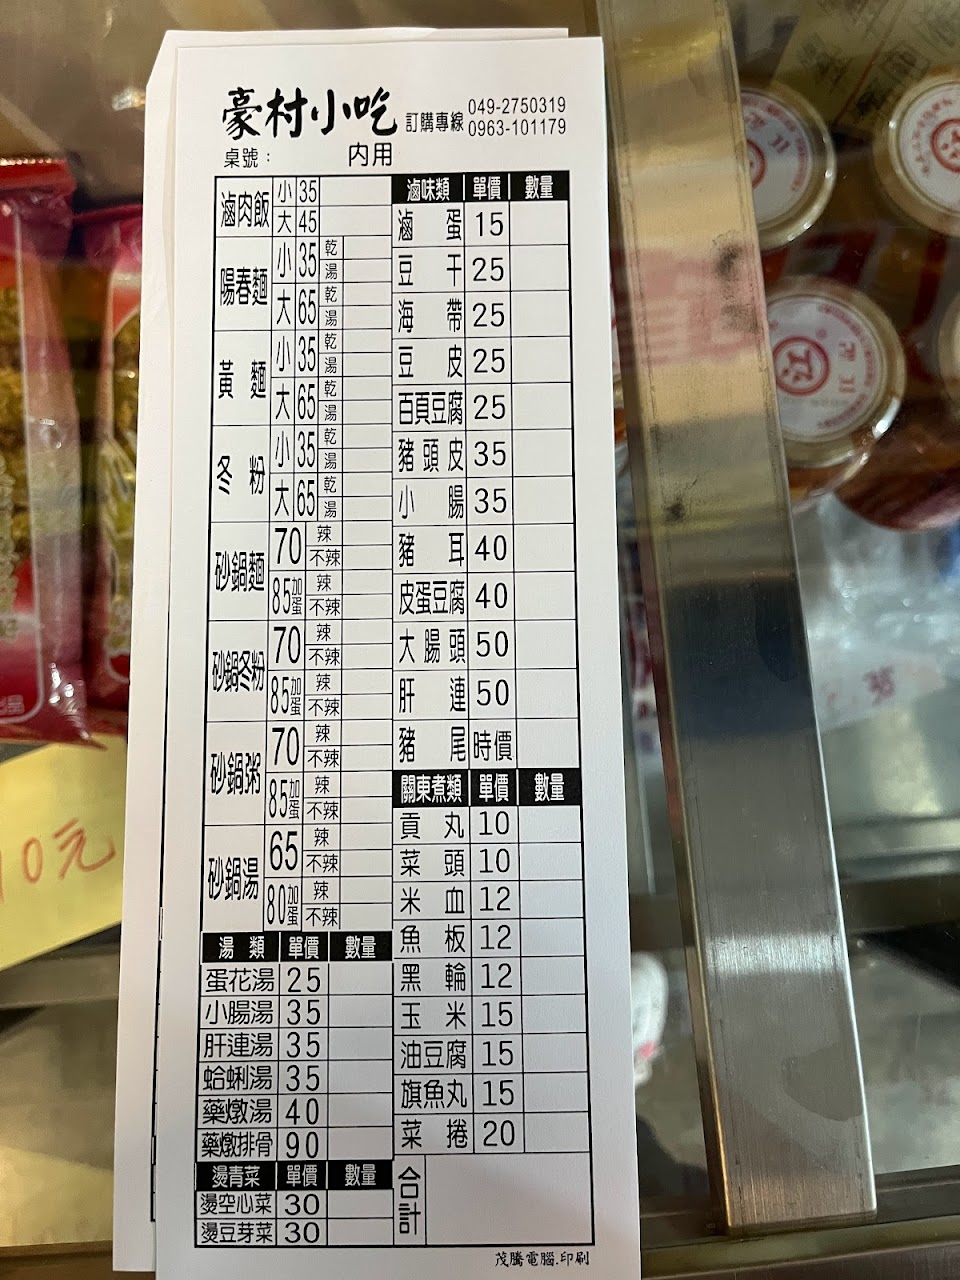 豪村小吃 訂購專線 049-2750319
0963-101179
桌號： 內用
滷肉飯 小 35
大 45
陽春麵 小 35 乾
湯
大 65 乾
湯
黃麵 小 35 乾
湯
大 65 乾
湯
冬粉 小 35 乾
湯
大 65 乾
湯
砂鍋麵 70 辣
不辣
85加蛋 辣
不辣
砂鍋冬粉 70 辣
不辣
85加蛋 辣
不辣
砂鍋粥 70 辣
不辣
85加蛋 辣
不辣
砂鍋湯 65 辣
不辣
80加蛋 辣
不辣
湯類 單價 數量
蛋花湯 25
小腸湯 35
肝連湯 35
蛤蜊湯 35
藥燉湯 40
藥燉排骨 90
燙青菜 單價 數量
燙空心菜 30
燙豆芽菜 30
滷味類 單價 數量
滷蛋 15
豆干 25
海帶 25
豆皮 25
百頁豆腐 25
豬頭皮 35
小腸 35
豬耳 40
皮蛋豆腐 40
大腸頭 50
肝連 50
豬尾 時價
關東煮類 單價 數量
貢丸 10
菜頭 10
米血 12
魚板 12
黑輪 12
玉米 15
油豆腐 15
旗魚丸 15
菜捲 20
合計
茂騰電腦.印刷
10元